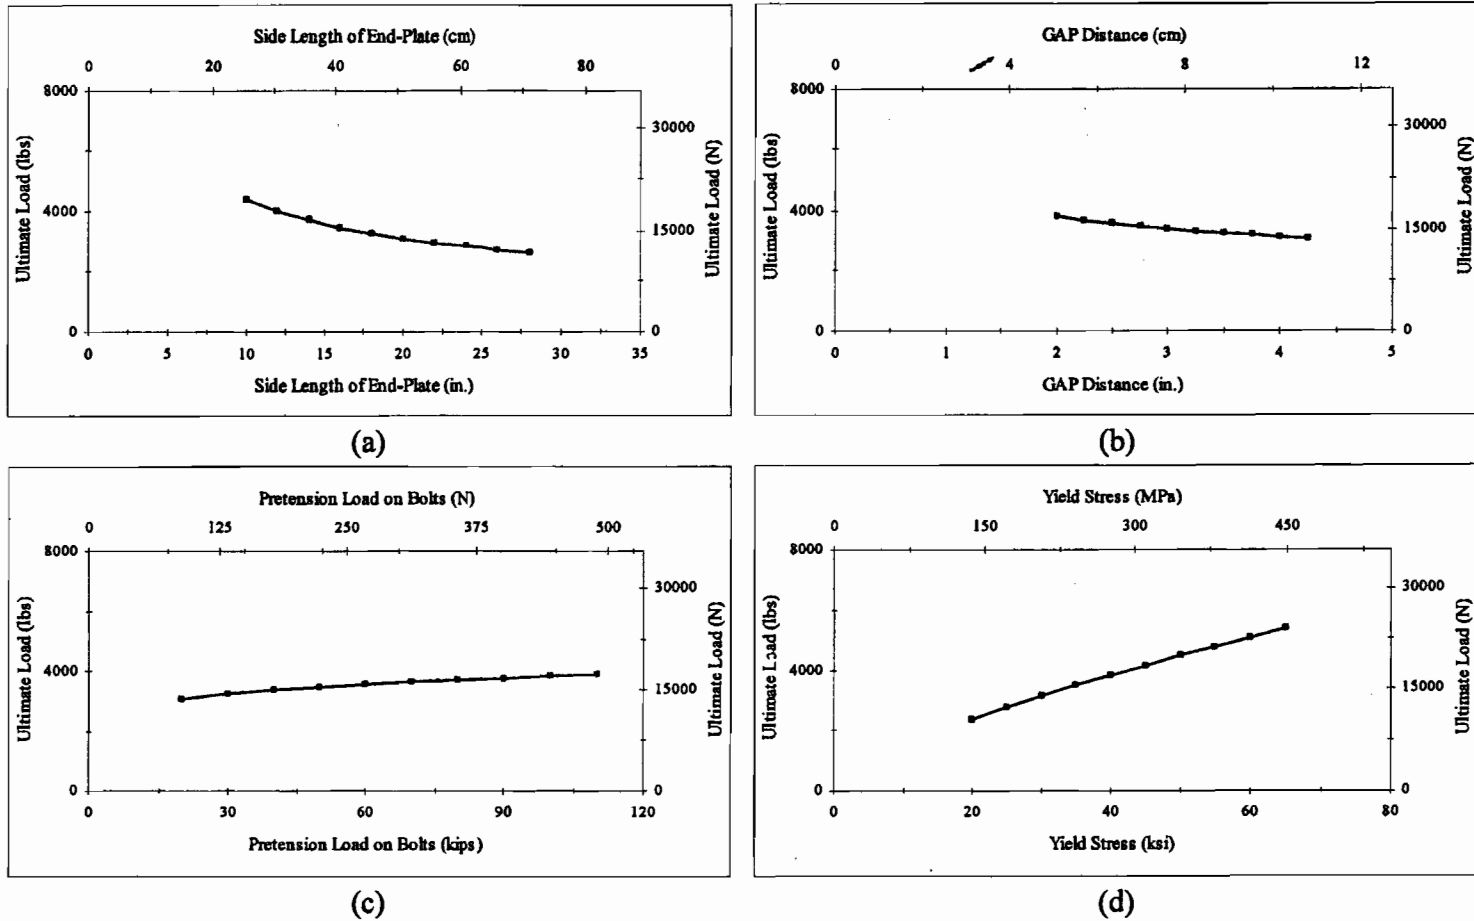 Side Length of End-Plate (cm)
0 20 40 60 80
8000
4000
0
Ultimate Load (lbs)
30000
15000
0
Ultimate Load (N)
0 5 10 15 20 25 30 35
Side Length of End-Plate (in.)
(a)
GAP Distance (cm)
0 4 8 12
8000
4000
0
Ultimate Load (lbs)
30000
15000
0
Ultimate Load (N)
0 1 2 3 4 5
GAP Distance (in.)
(b)
Pretension Load on Bolts (N)
0 125 250 375 500
8000
4000
0
Ultimate Load (lbs)
30000
15000
0
Ultimate Load (N)
0 30 60 90 120
Pretension Load on Bolts (kips)
(c)
Yield Stress (MPa)
0 150 300 450
8000
4000
0
Ultimate Load (lbs)
30000
15000
0
Ultimate Load (N)
0 20 40 60 80
Yield Stress (ksi)
(d)